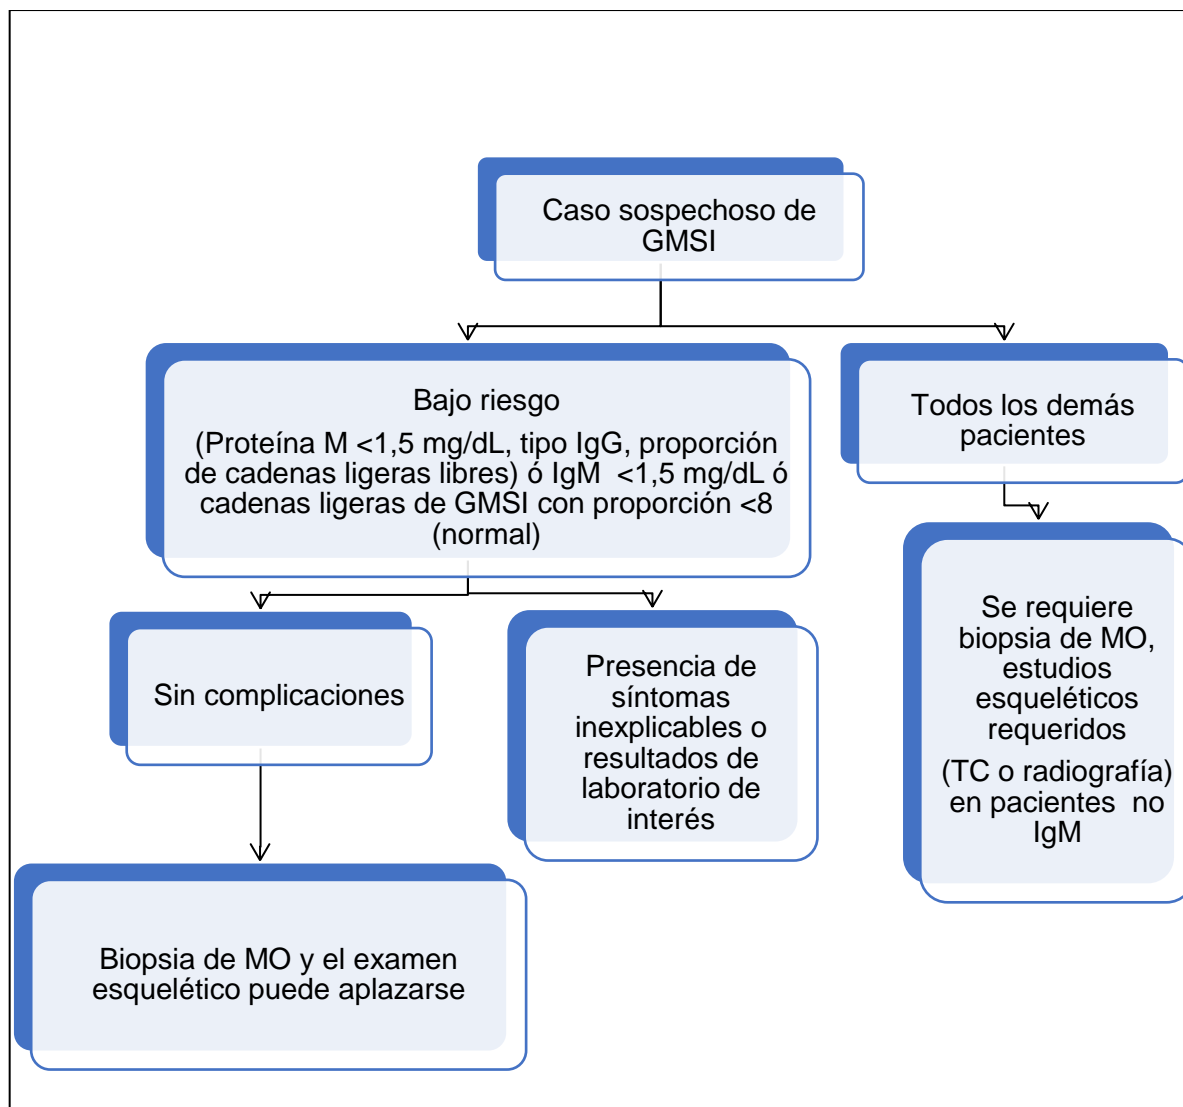 Caso sospechoso de
GMSI
Bajo riesgo
(Proteína M <1,5 mg/dL, tipo IgG, proporción
de cadenas ligeras libres) ó IgM  <1,5 mg/dL ó
cadenas ligeras de GMSI con proporción <8
(normal)
Todos los demás
pacientes
Sin complicaciones
Presencia de
síntomas
inexplicables o
resultados de
laboratorio de
interés
Se requiere
biopsia de MO,
estudios
esqueléticos
requeridos
(TC o radiografía)
en pacientes  no
IgM
Biopsia de MO y el examen
esquelético puede aplazarse